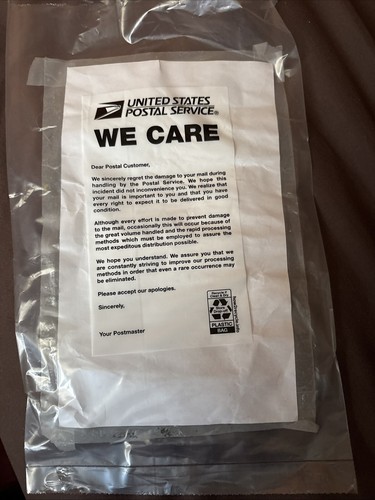 UNITED STATES
POSTAL SERVICE®
WE CARE
Dear Postal Customer,
We sincerely regret the damage to your mail during
handling by the Postal Service. We hope this
incident did not inconvenience you. We realize that
your mail is important to you and that you have
every right to expect it to be delivered in good
condition.
Although every effort is made to prevent damage
to the mail, occasionally this will occur because of
the great volume handled and the rapid processing
methods which must be employed to assure the
most expeditious distribution possible.
We hope you understand. We assure you that we
are constantly striving to improve our processing
methods in order that even a rare occurrence may
be eliminated.
Please accept our apologies.
Sincerely,
Your Postmaster
Store
Drop-off
PLASTIC
BAG